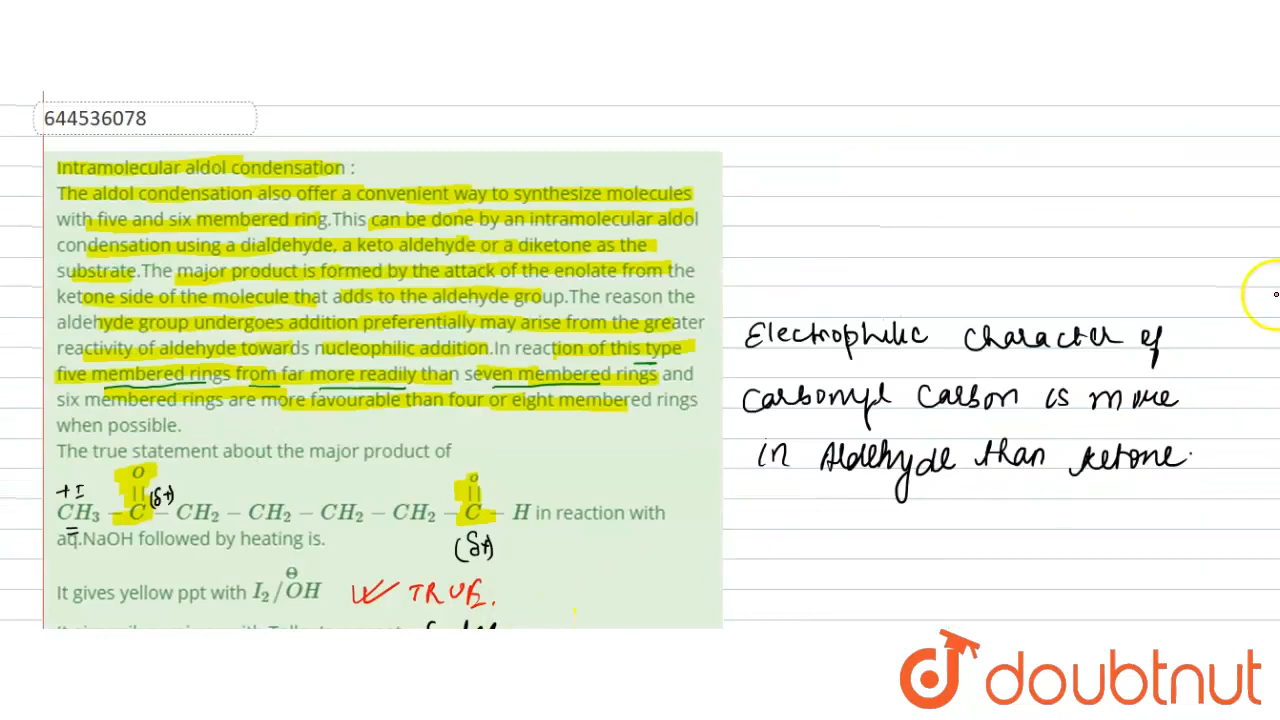 644536078
Intramolecular aldol condensation :
The aldol condensation also offer a convenient way to synthesize molecules
with five and six membered ring.This can be done by an intramolecular aldol
condensation using a dialdehyde, a keto aldehyde or a diketone as the
substrate.The major product is formed by the attack of the enolate from the
ketone side of the molecule that adds to the aldehyde group.The reason the
aldehyde group undergoes addition preferentially may arise from the greater
reactivity of aldehyde towards nucleophilic addition.In reaction of this type
five membered rings from far more readily than seven membered rings and
six membered rings are more favourable than four or eight membered rings
when possible.
The true statement about the major product of
O O
+I || (δ+) ||
CH3 − C − CH2 − CH2 − CH2 − CH2 − C − H in reaction with
(δ+)
aq.NaOH followed by heating is.
It gives yellow ppt with I2/ΘOH TRUE.
Electrophilic character of
carbonyl carbon is more
in Aldehyde than ketone.
doubtnut